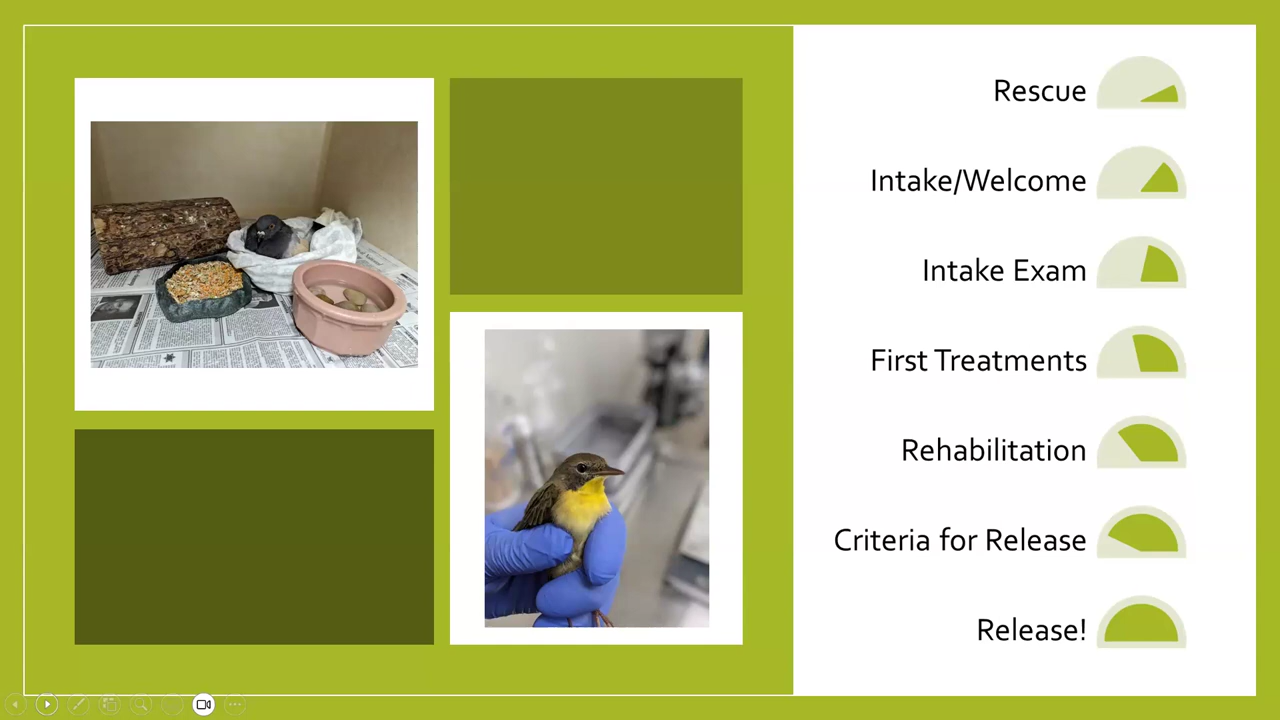 Rescue
Intake/Welcome
Intake Exam
First Treatments
Rehabilitation
Criteria for Release
Release!